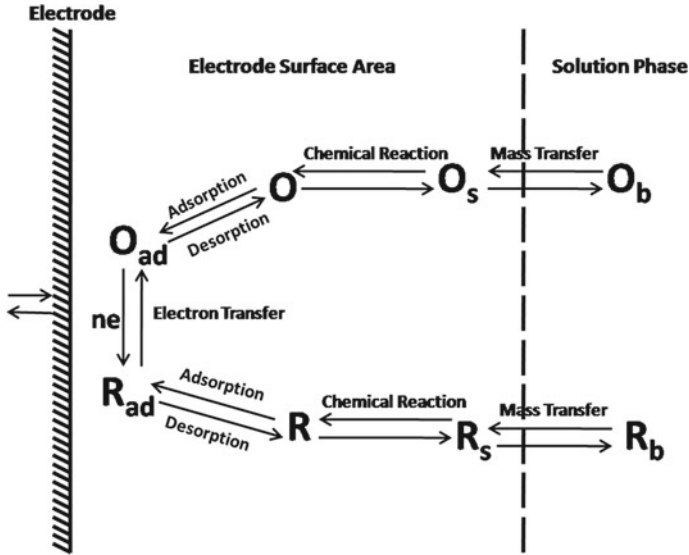 Electrode
Electrode Surface Area
Solution Phase
Chemical Reaction
Mass Transfer
Adsorption
O
Os
Ob
Desorption
Oad
ne
Electron Transfer
Adsorption
Rad
Chemical Reaction
Mass Transfer
Desorption
R
Rs
Rb